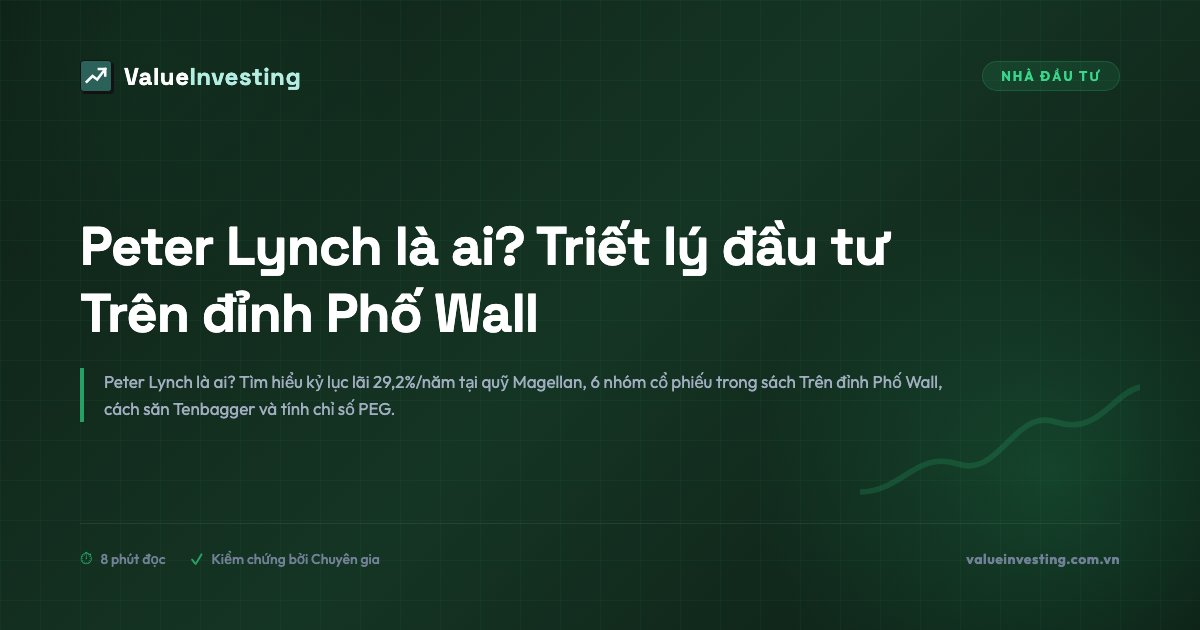 ValueInvesting
NHÀ ĐẦU TƯ
Peter Lynch là ai? Triết lý đầu tư
Trên đỉnh Phố Wall
Peter Lynch là ai? Tìm hiểu kỷ lục lãi 29,2%/năm tại quỹ Magellan, 6 nhóm cổ phiếu trong sách Trên đỉnh Phố Wall,
cách săn Tenbagger và tính chỉ số PEG.
8 phút đọc
Kiểm chứng bởi Chuyên gia
valueinvesting.com.vn